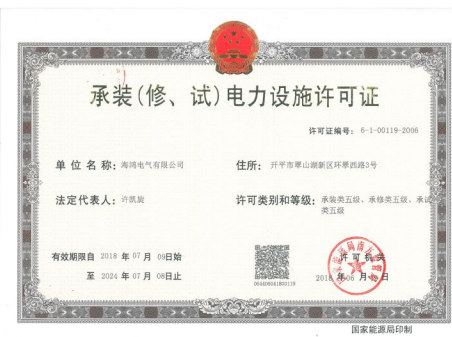 承装(修、试)电力设施许可证
许可证编号: 6-1-00119-2006
单位名称: 海鸿电气有限公司
住所: 开平市翠山湖新区环翠西路3号
法定代表人: 许凯旋
许可类别和等级: 承装类五级、承修类五级、承试
类五级
有效期限自 2018 年 07 月 09日始
至 2024 年 07 月 08日止
许可机关
2018 年 06 月 日
国家能源局印制